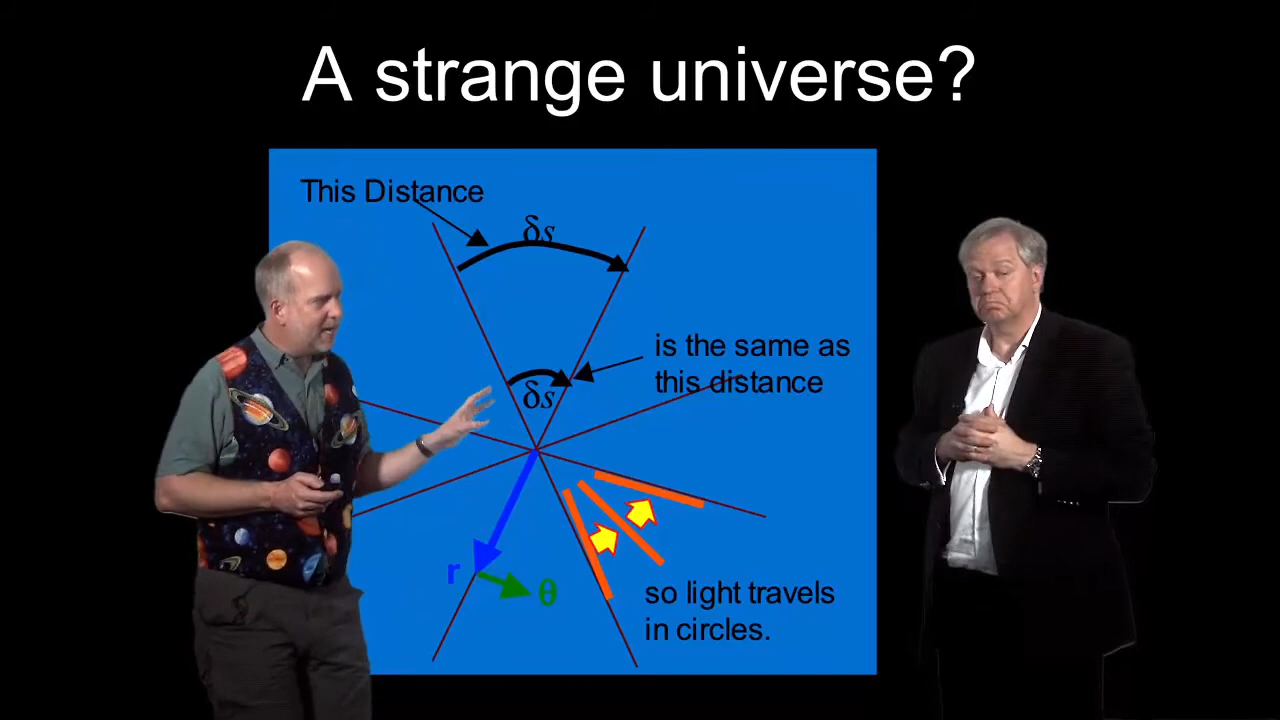 A strange universe?
This Distance
δs
is the same as
this distance
δs
r
θ
so light travels
in circles.